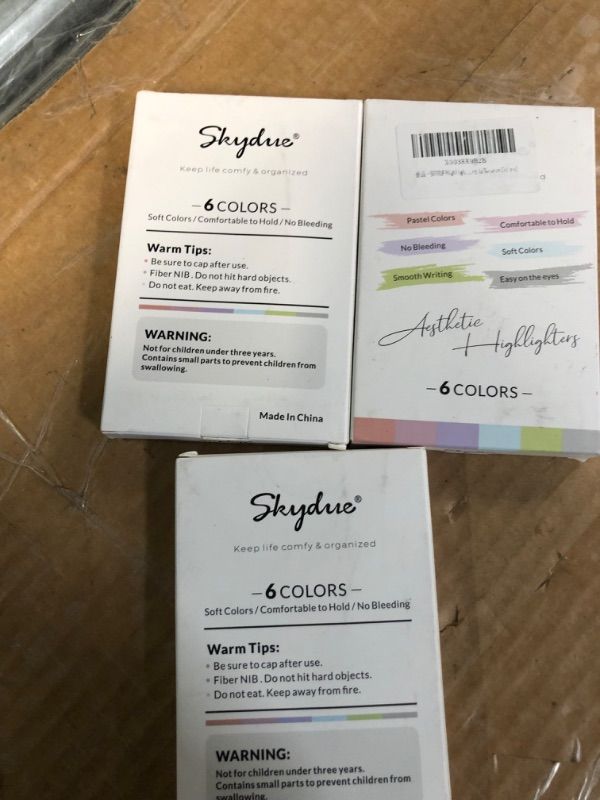 Skydue®
Keep life comfy & organized
– 6 COLORS –
Soft Colors / Comfortable to Hold / No Bleeding
Warm Tips:
• Be sure to cap after use.
• Fiber NIB . Do not hit hard objects.
• Do not eat. Keep away from fire.
WARNING:
Not for children under three years.
Contains small parts to prevent children from
swallowing.
Made In China
Pastel Colors
Comfortable to Hold
No Bleeding
Soft Colors
Smooth Writing
Easy on the eyes
Aesthetic
Highlighters
– 6 COLORS –
Skydue®
Keep life comfy & organized
– 6 COLORS –
Soft Colors / Comfortable to Hold / No Bleeding
Warm Tips:
• Be sure to cap after use.
• Fiber NIB . Do not hit hard objects.
• Do not eat. Keep away from fire.
WARNING:
Not for children under three years.
Contains small parts to prevent children from
swallowing.